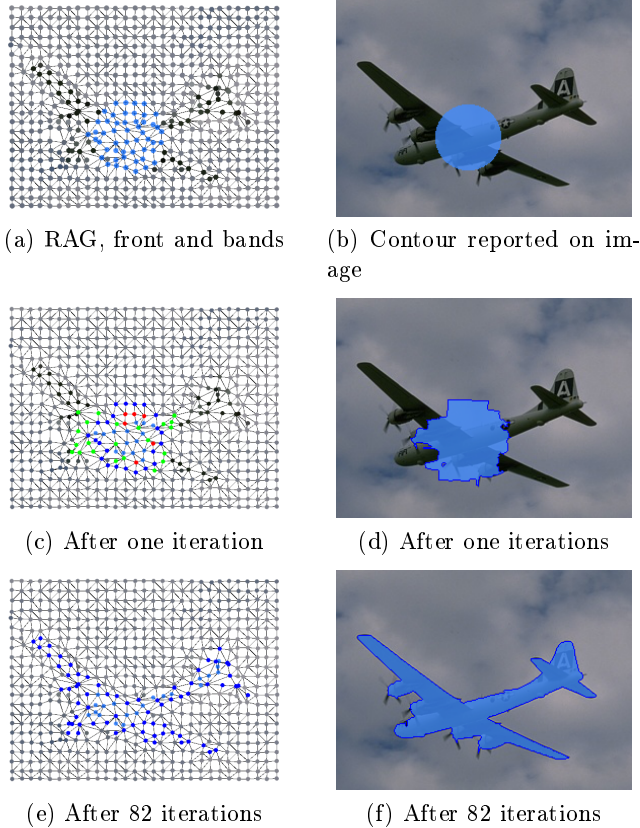 A
(a) RAG, front and bands
(b) Contour reported on im-
age
A
(c) After one iteration
(d) After one iterations
A
(e) After 82 iterations
(f) After 82 iterations